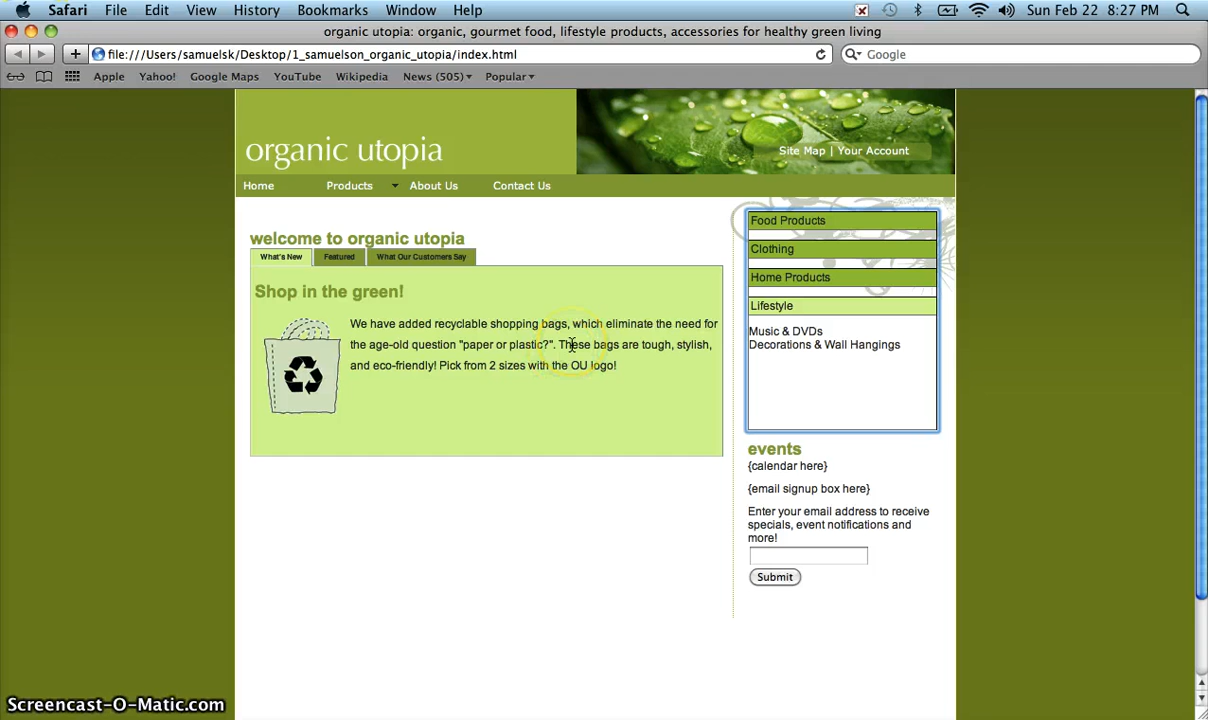 Safari File Edit View History Bookmarks Window Help Sun Feb 22 8:27 PM
organic utopia: organic, gourmet food, lifestyle products, accessories for healthy green living
file:///Users/samuelsk/Desktop/1_samuelson_organic_utopia/index.html Google
Apple Yahoo! Google Maps YouTube Wikipedia News (505) Popular
organic utopia
Site Map | Your Account
Home Products About Us Contact Us
welcome to organic utopia
What's New Featured What Our Customers Say
Shop in the green!
We have added recyclable shopping bags, which eliminate the need for
the age-old question "paper or plastic?". These bags are tough, stylish,
and eco-friendly! Pick from 2 sizes with the OU logo!
Food Products
Clothing
Home Products
Lifestyle
Music & DVDs
Decorations & Wall Hangings
events
{calendar here}
{email signup box here}
Enter your email address to receive
specials, event notifications and
more!
Submit
Screencast-O-Matic.com